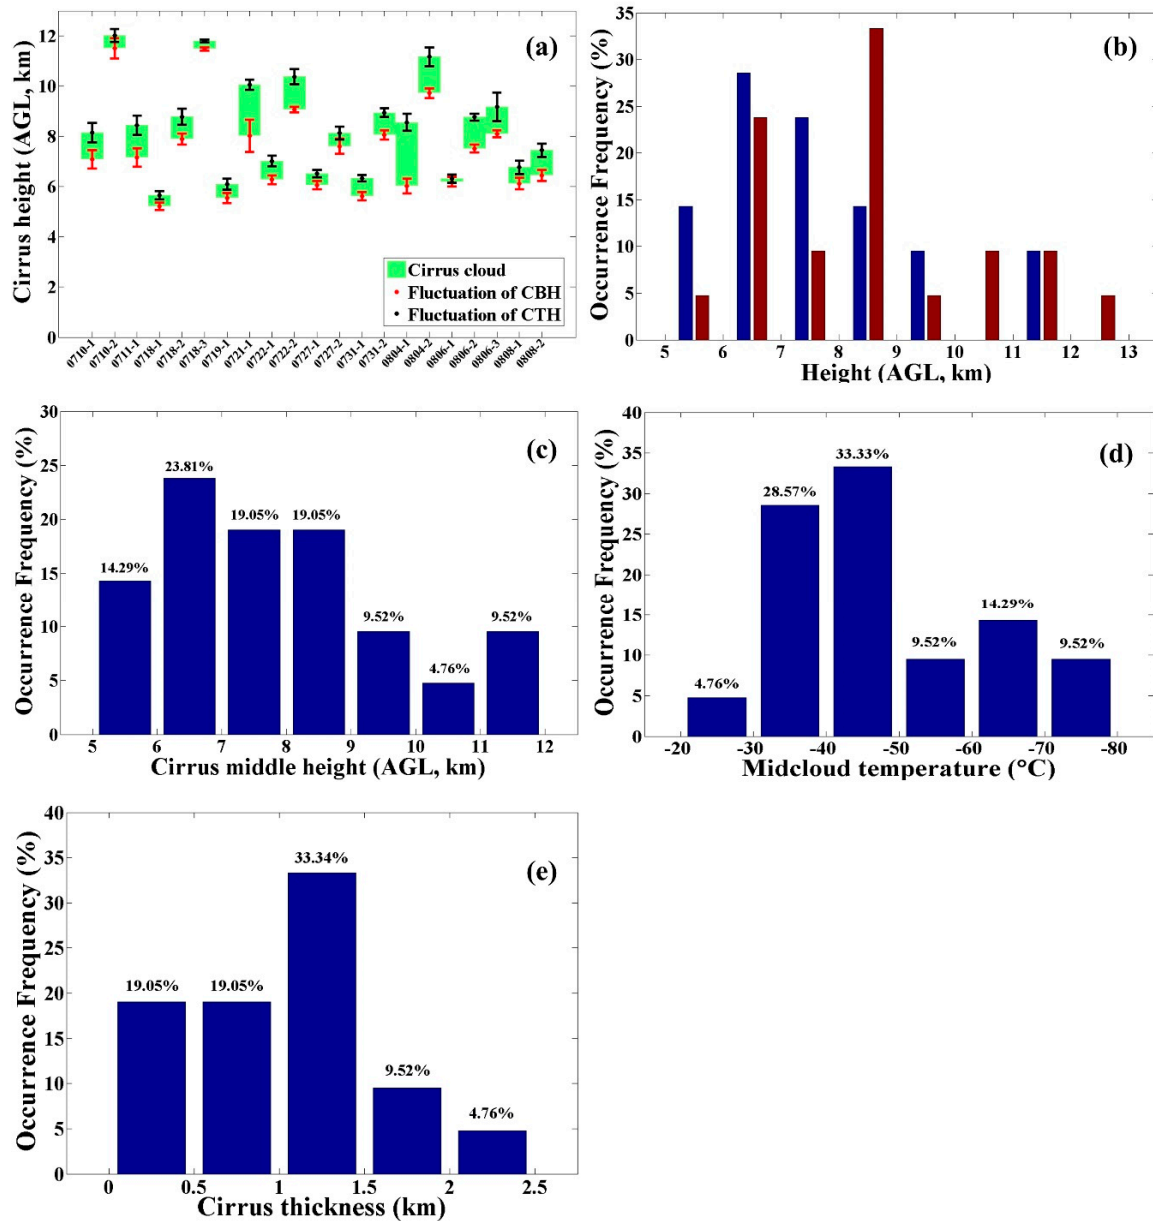 Cirrus height (AGL, km)
12
10
8
6
4
2
0
(a)
Cirrus cloud
Fluctuation of CBH
Fluctuation of CTH
0710-1 0710-2 0711-1 0718-1 0718-2 0718-3 0719-1 0721-1 0722-1 0722-2 0727-1 0727-2 0731-1 0731-2 0804-1 0804-2 0806-1 0806-2 0806-3 0808-1 0808-2
Occurrence Frequency (%)
35
30
25
20
15
10
5
0
(b)
5 6 7 8 9 10 11 12 13
Height (AGL, km)
Occurrence Frequency (%)
30
25
20
15
10
5
0
(c)
14.29% 23.81% 19.05% 19.05% 9.52% 4.76% 9.52%
5 6 7 8 9 10 11 12
Cirrus middle height (AGL, km)
Occurrence Frequency (%)
40
35
30
25
20
15
10
5
0
(d)
4.76% 28.57% 33.33% 9.52% 14.29% 9.52%
-20 -30 -40 -50 -60 -70 -80
Midcloud temperature (°C)
Occurrence Frequency (%)
40
35
30
25
20
15
10
5
0
(e)
19.05% 19.05% 33.34% 9.52% 4.76%
0 0.5 1 1.5 2 2.5
Cirrus thickness (km)